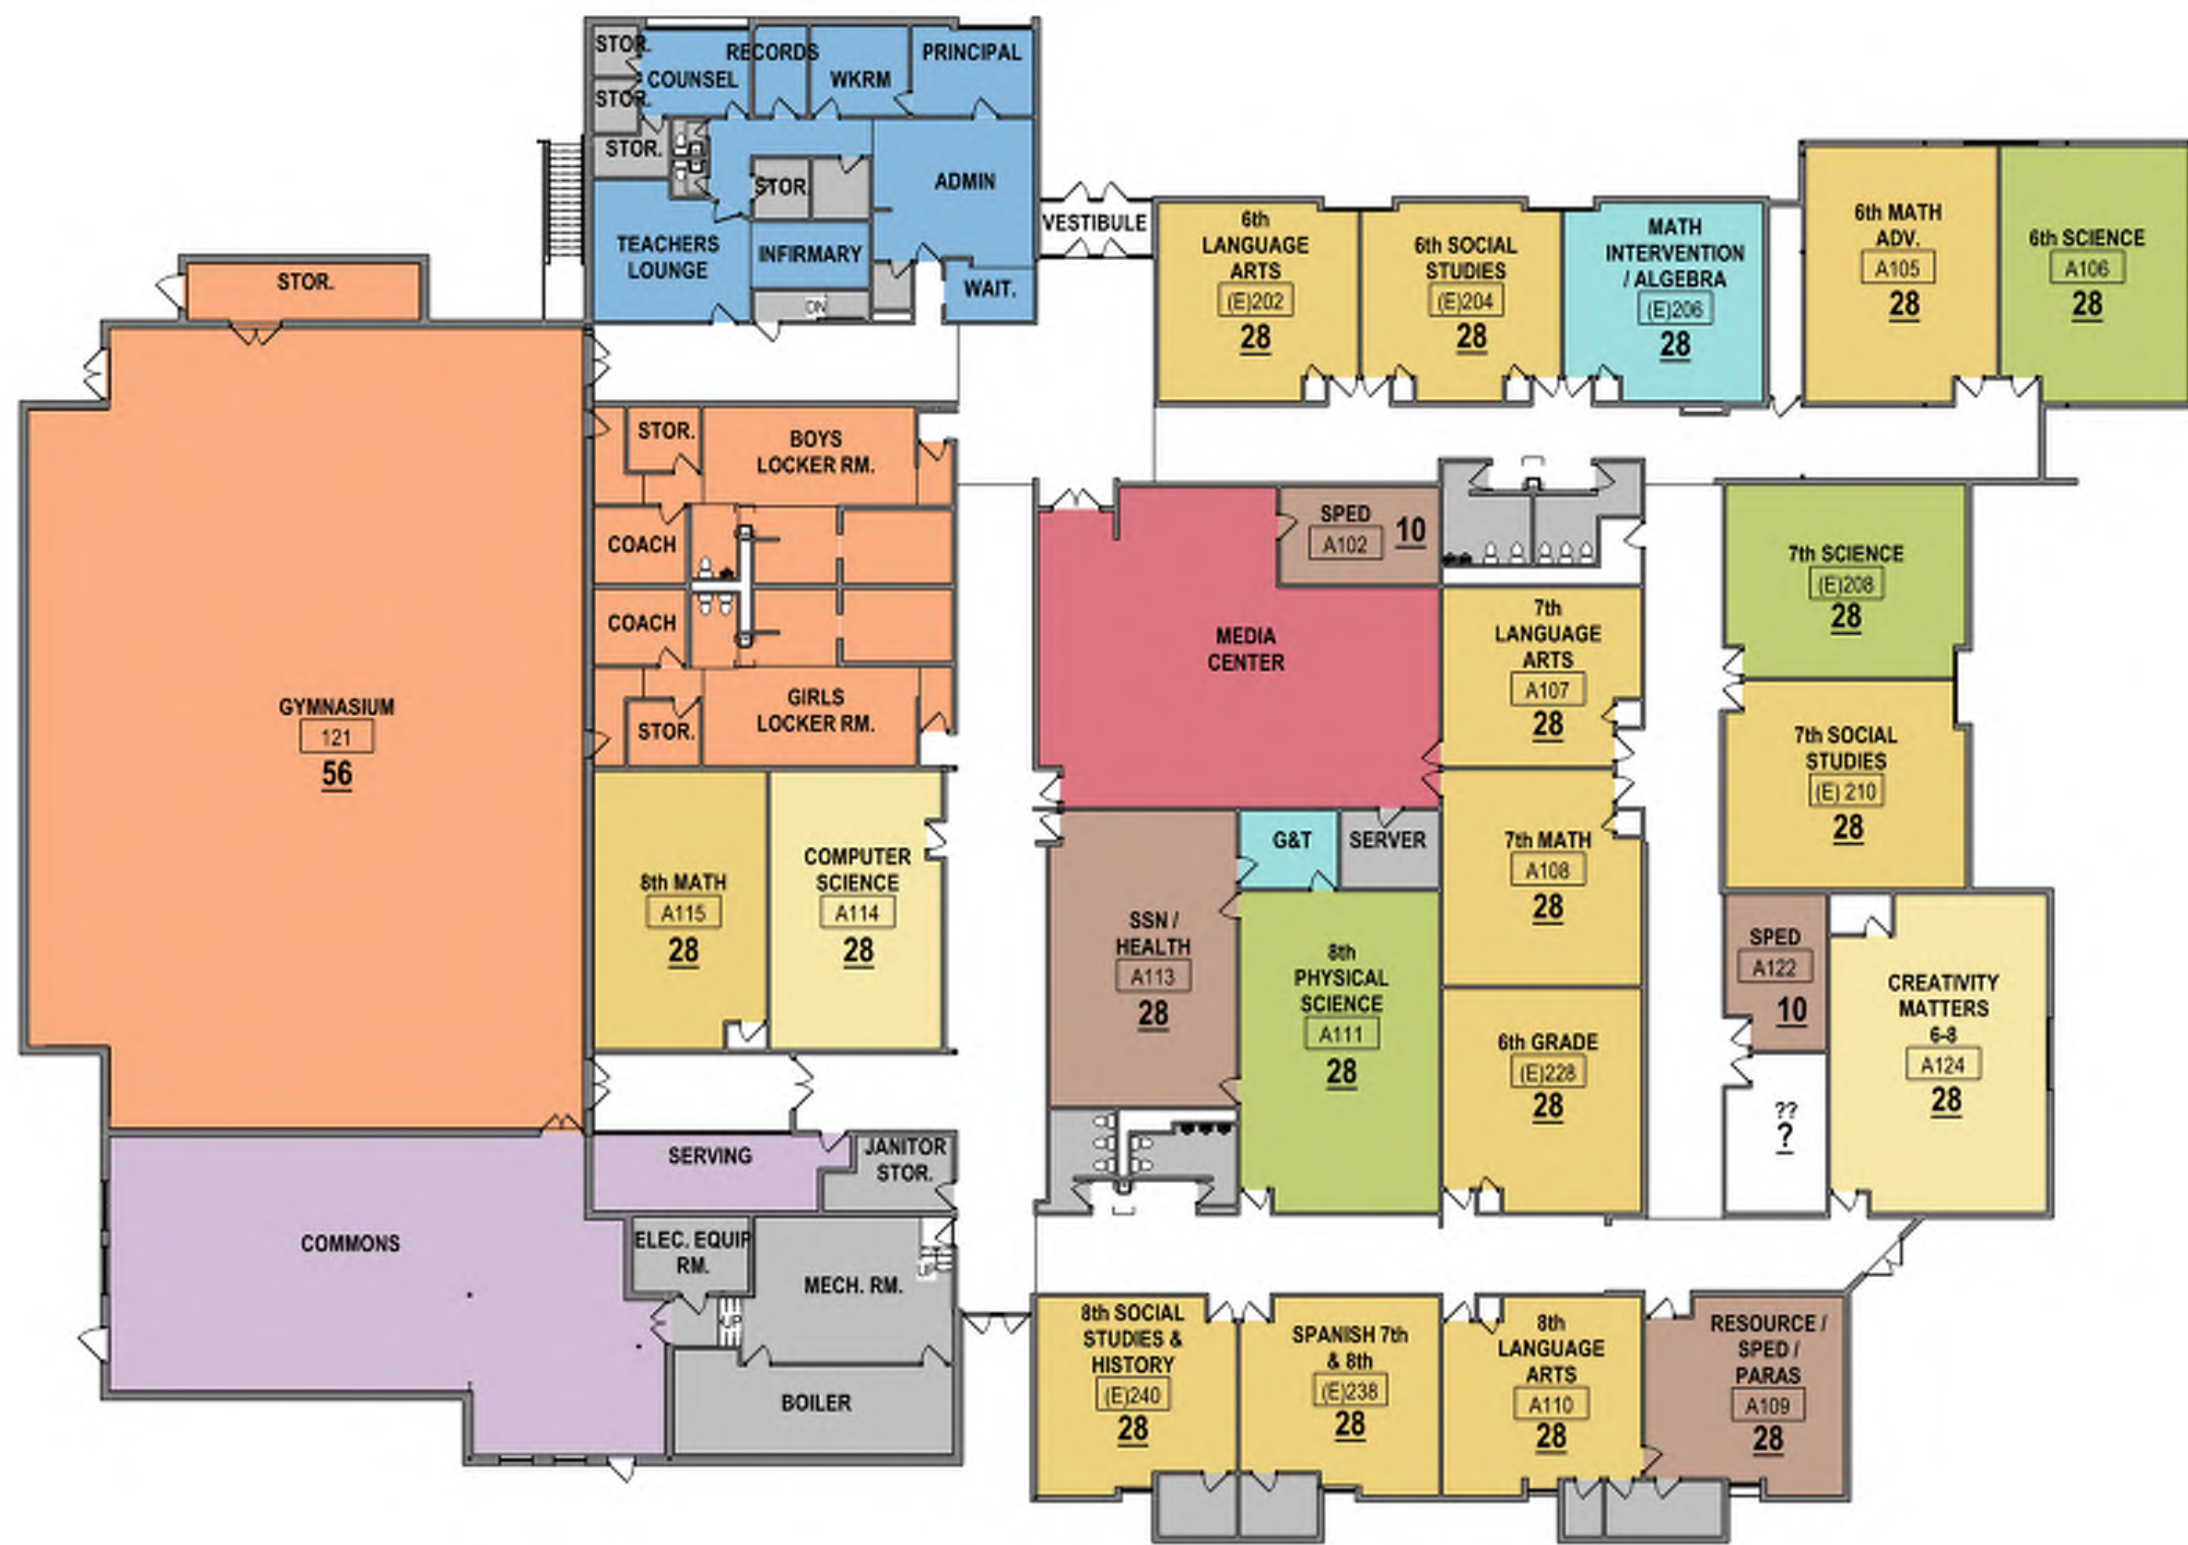 STOR.
COUNSEL
RECORDS
WKRM
PRINCIPAL
STOR.
STOR.
STOR.
ADMIN
TEACHERS
LOUNGE
INFIRMARY
WAIT.
DN
VESTIBULE
6th
LANGUAGE
ARTS
(E)202
28
6th SOCIAL
STUDIES
(E)204
28
MATH
INTERVENTION
/ ALGEBRA
(E)206
28
6th MATH
ADV.
A105
28
6th SCIENCE
A106
28
STOR.
GYMNASIUM
121
56
STOR.
BOYS
LOCKER RM.
COACH
COACH
GIRLS
LOCKER RM.
STOR.
SPED
A102
10
MEDIA
CENTER
7th
LANGUAGE
ARTS
A107
28
7th SCIENCE
(E)208
28
7th SOCIAL
STUDIES
(E) 210
28
8th MATH
A115
28
COMPUTER
SCIENCE
A114
28
SSN /
HEALTH
A113
28
G&T
SERVER
8th
PHYSICAL
SCIENCE
A111
28
7th MATH
A108
28
6th GRADE
(E)228
28
SPED
A122
10
??
?
CREATIVITY
MATTERS
6-8
A124
28
SERVING
JANITOR
STOR.
COMMONS
ELEC. EQUIP
RM.
MECH. RM.
UP
UP
BOILER
8th SOCIAL
STUDIES &
HISTORY
(E)240
28
SPANISH 7th
& 8th
(E)238
28
8th
LANGUAGE
ARTS
A110
28
RESOURCE /
SPED /
PARAS
A109
28